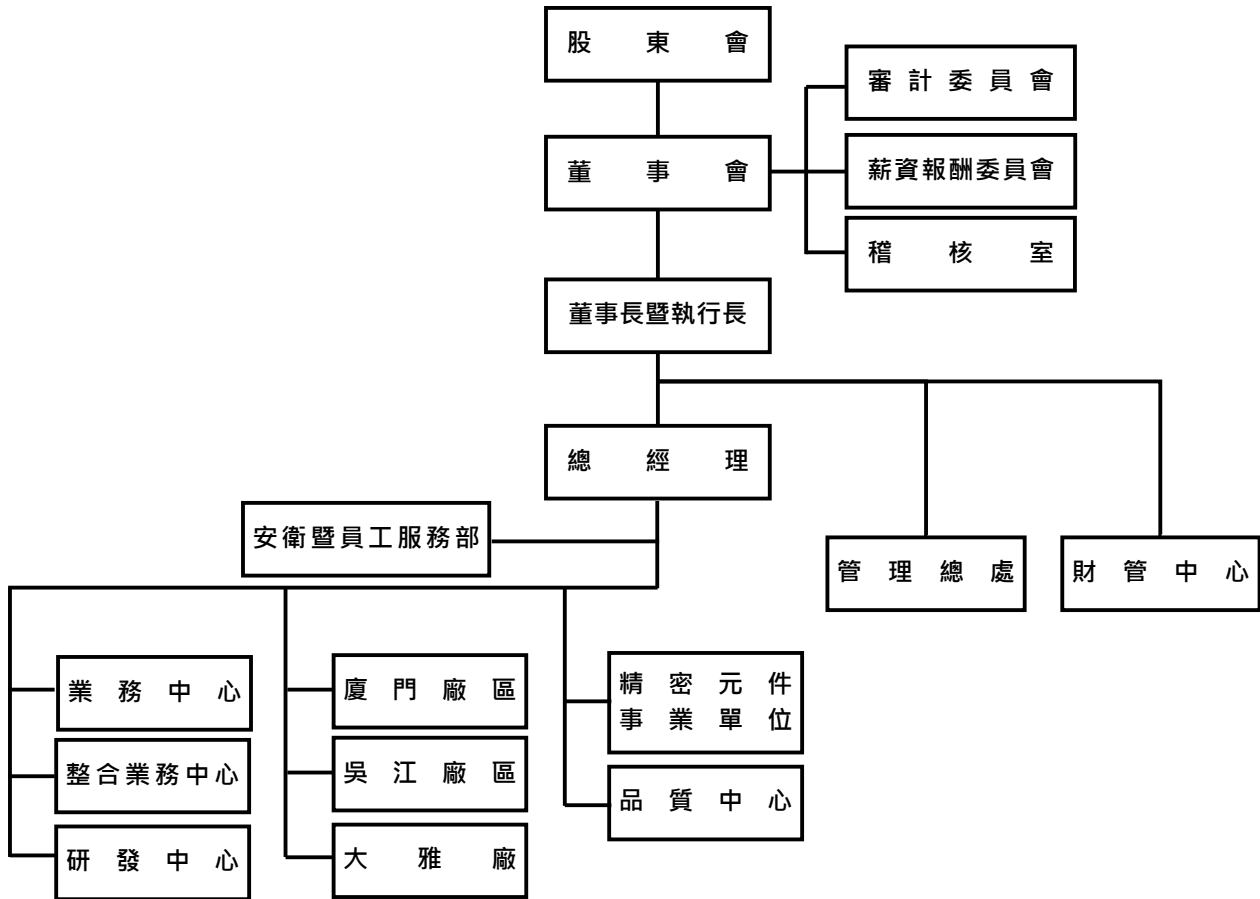 股東會
審計委員會
董事會
薪資報酬委員會
稽核室
董事長暨執行長
總經理
安衛暨員工服務部
管理總處
財管中心
業務中心
整合業務中心
研發中心
廈門廠區
吳江廠區
大雅廠
精密元件
事業單位
品質中心